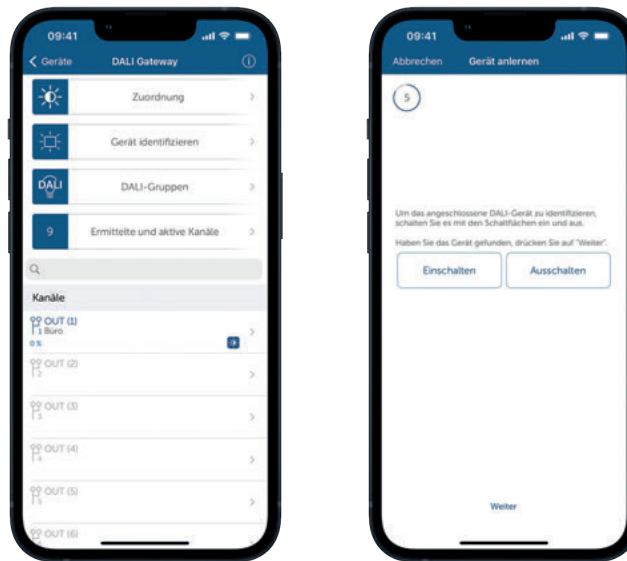 09:41
Geräte DALI Gateway
Zuordnung
Gerät identifizieren
DALI DALI-Gruppen
9 Ermittelte und aktive Kanäle
Kanäle
OUT (1)
1 Büro
0 %
OUT (2)
2
OUT (3)
3
OUT (4)
4
OUT (5)
5
OUT (6)
09:41
Abbrechen Gerät anlernen
5
Um das angeschlossene DALI-Gerät zu identifizieren,
schalten Sie es mit den Schaltflächen ein und aus.
Haben Sie das Gerät gefunden, drücken Sie auf "Weiter".
Einschalten Ausschalten
Weiter